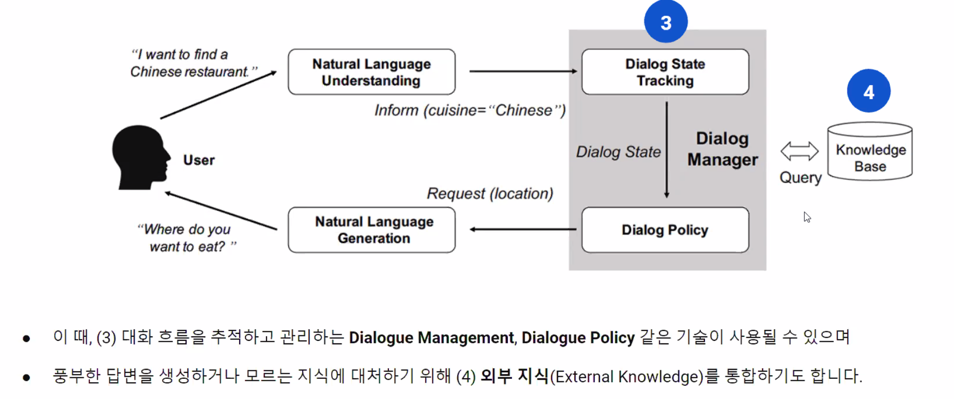 3
"I want to find a
Chinese restaurant."
Natural Language
Understanding
Dialog State
Tracking
4
Inform (cuisine="Chinese")
User
Dialog State
Dialog
Manager
Query
Knowledge
Base
Request (location)
"Where do you
want to eat? "
Natural Language
Generation
Dialog Policy
● 이 때, (3) 대화 흐름을 추적하고 관리하는 Dialogue Management, Dialogue Policy 같은 기술이 사용될 수 있으며
● 풍부한 답변을 생성하거나 모르는 지식에 대처하기 위해 (4) 외부 지식(External Knowledge)를 통합하기도 합니다.